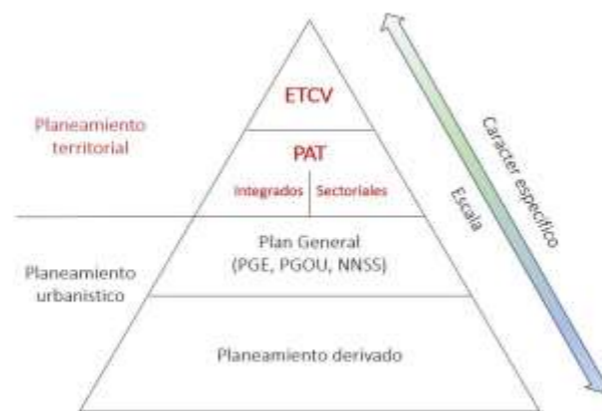 ETCV
Planeamiento
territorial
PAT
Integrados
Sectoriales
Plan General
(PGE, PGOU, NNSS)
Planeamiento
urbanístico
Planeamiento derivado
Caracter específico
Escala